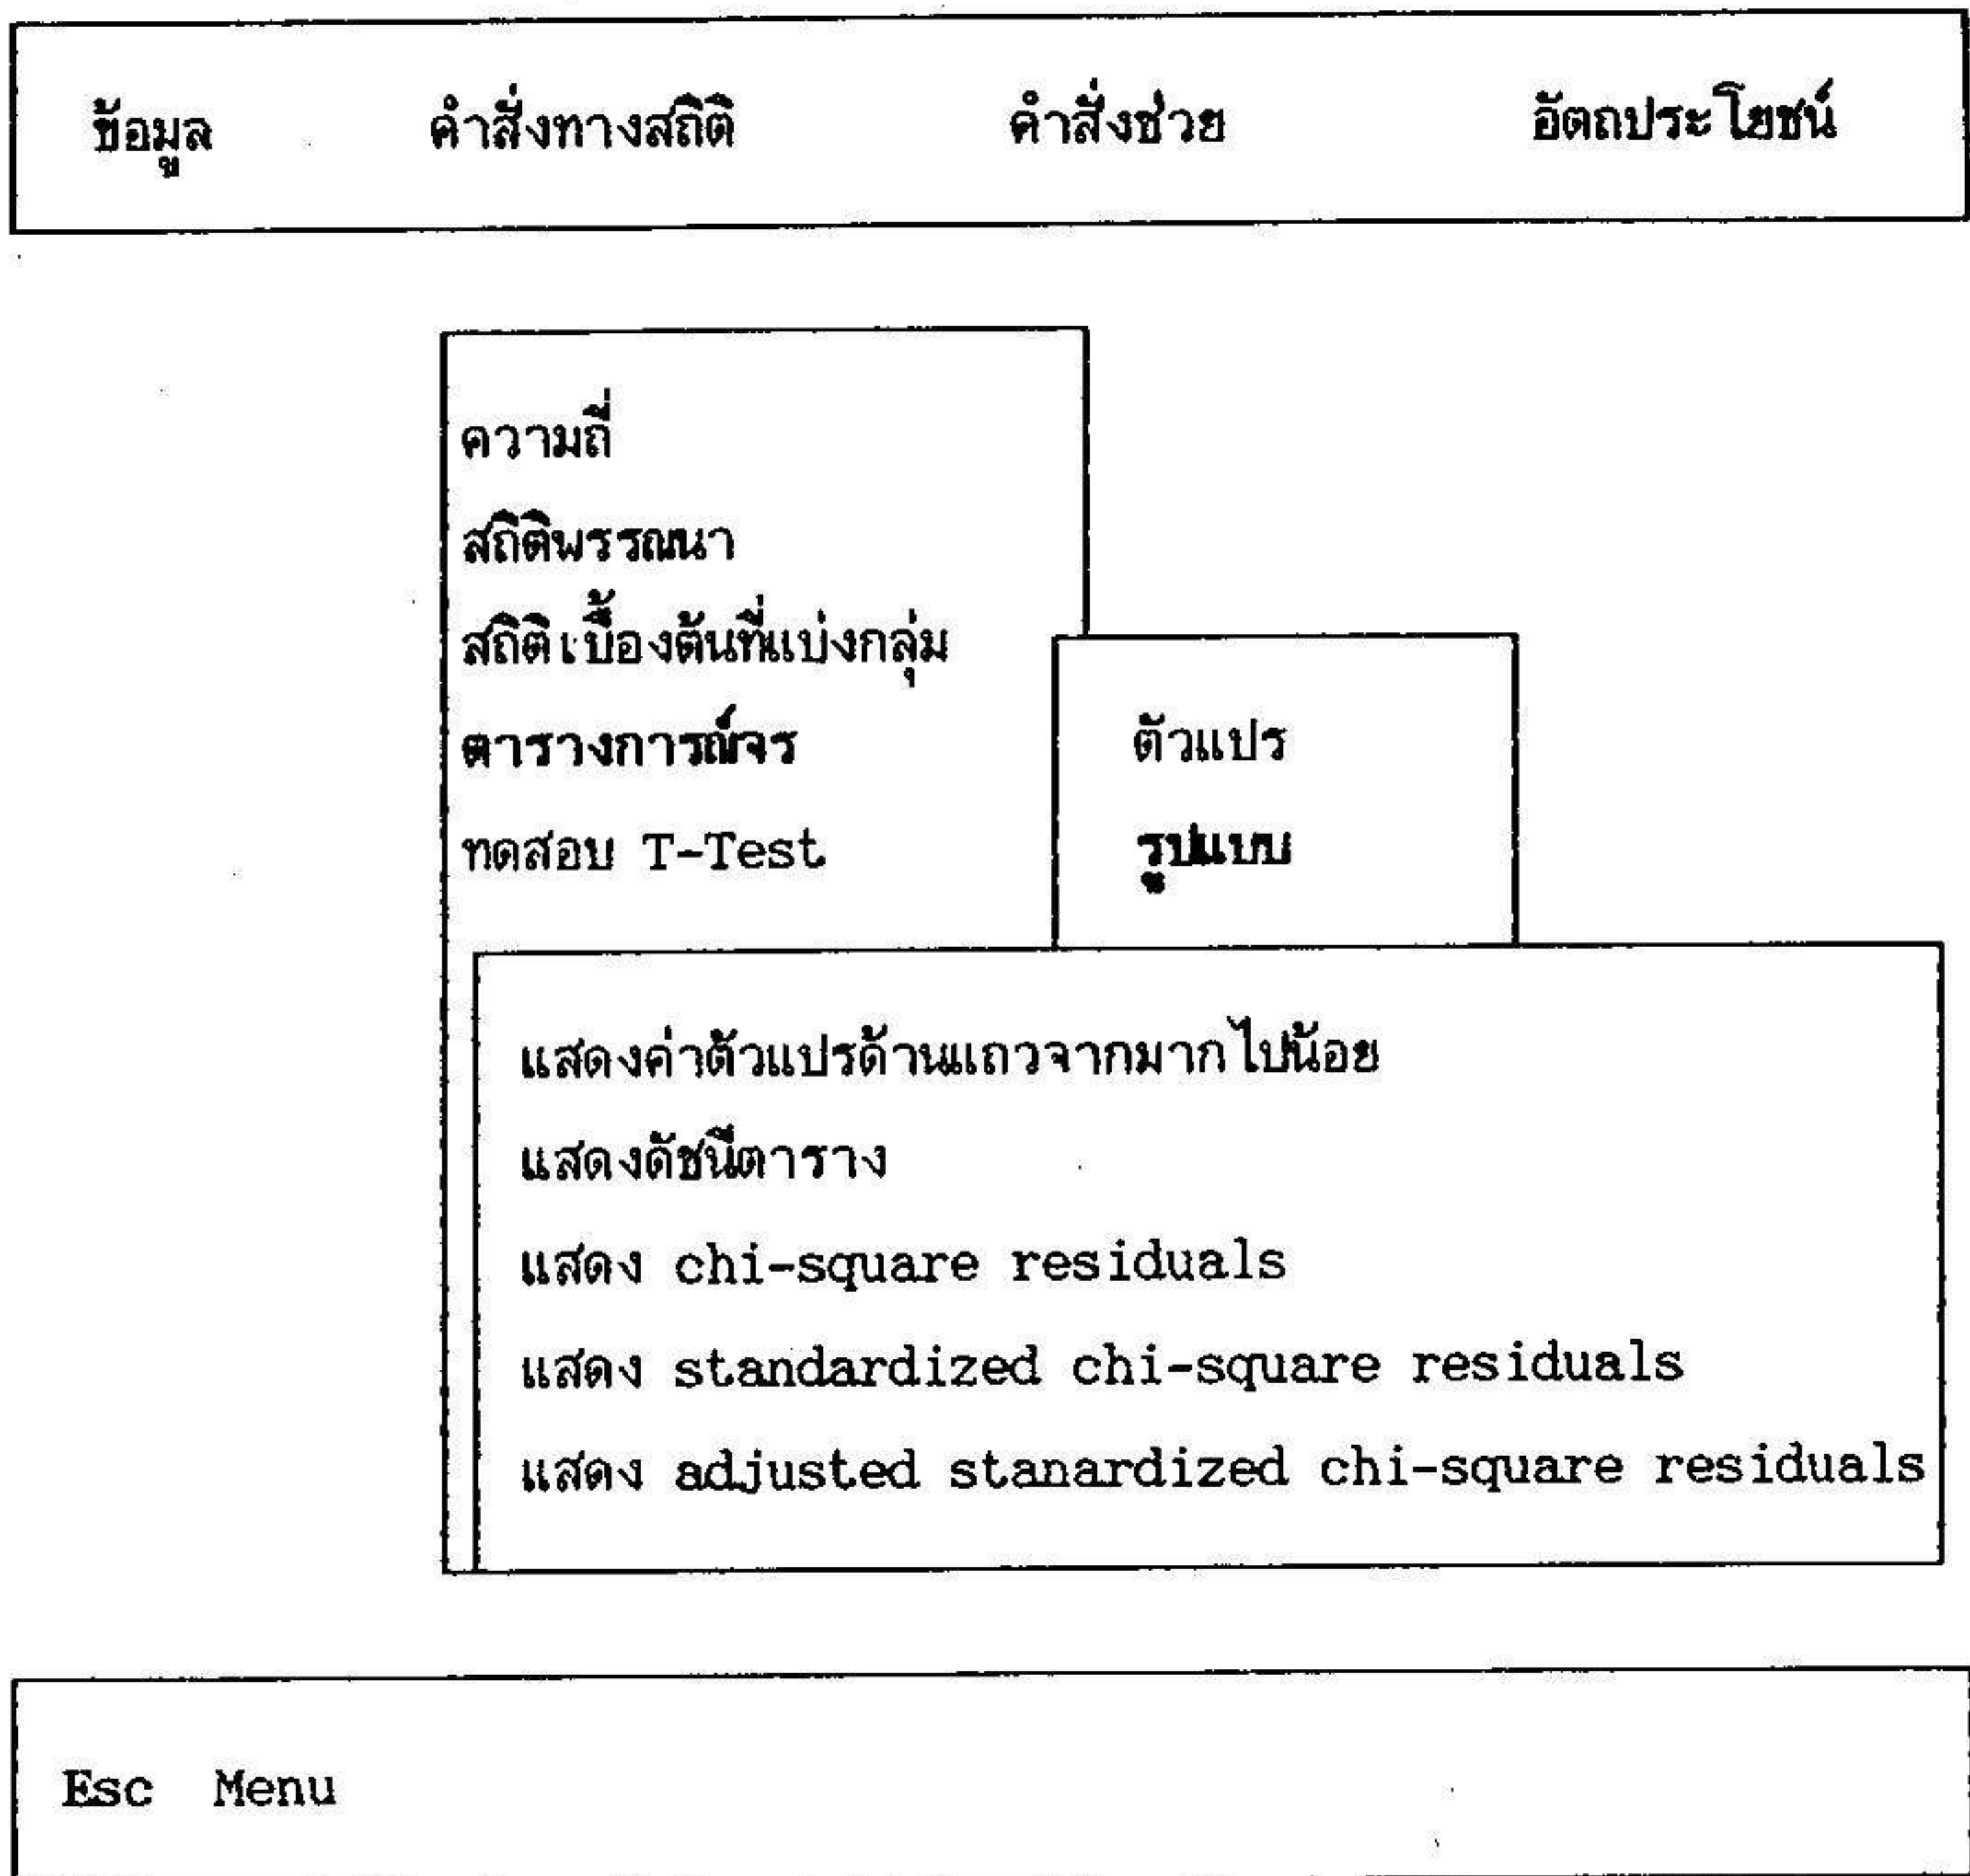 ข้อมูล คำสั่งทางสถิติ คำสั่งช่วย อัตถประโยชน์
ความถี่
สถิติพรรณนา
สถิติเบื้องต้นที่แบ่งกลุ่ม
ตารางการณ์จร ตัวแปร
ทดสอบ T-Test รูปแบบ
แสดงค่าตัวแปรด้านแถวจากมากไปน้อย
แสดงดัชนีตาราง
แสดง chi-square residuals
แสดง standardized chi-square residuals
แสดง adjusted stanardized chi-square residuals
Esc Menu